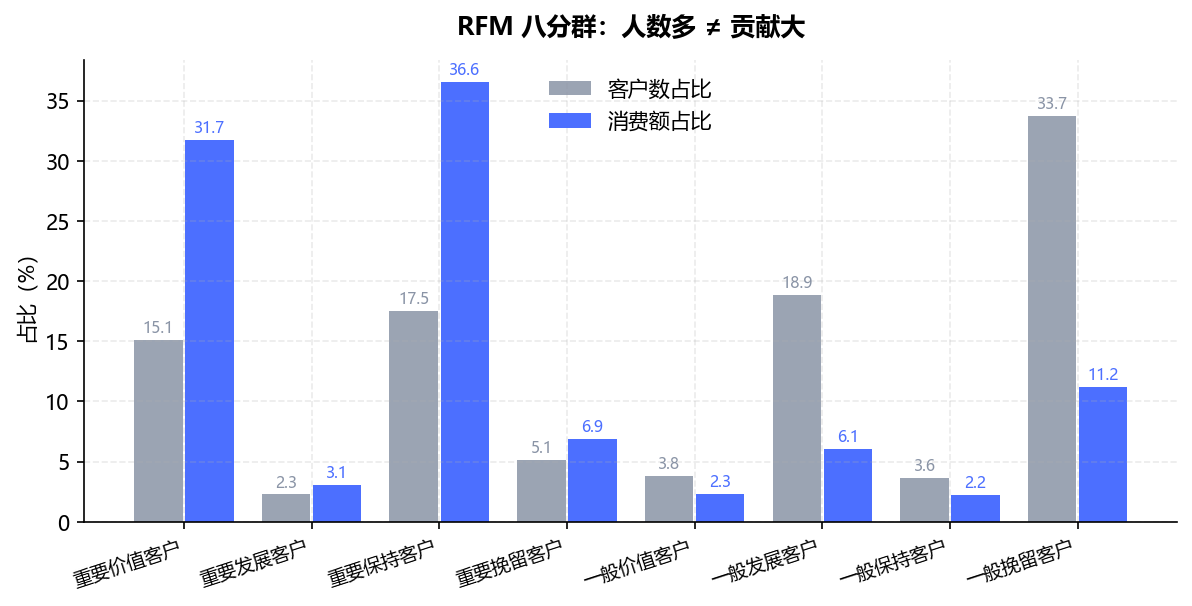 RFM 八分群：人数多 ≠ 贡献大
客户数占比
消费额占比
占比（%）
35
30
25
20
15
10
5
0
15.1
31.7
2.3
3.1
17.5
36.6
5.1
6.9
3.8
2.3
18.9
6.1
3.6
2.2
33.7
11.2
重要价值客户
重要发展客户
重要保持客户
重要挽留客户
一般价值客户
一般发展客户
一般保持客户
一般挽留客户